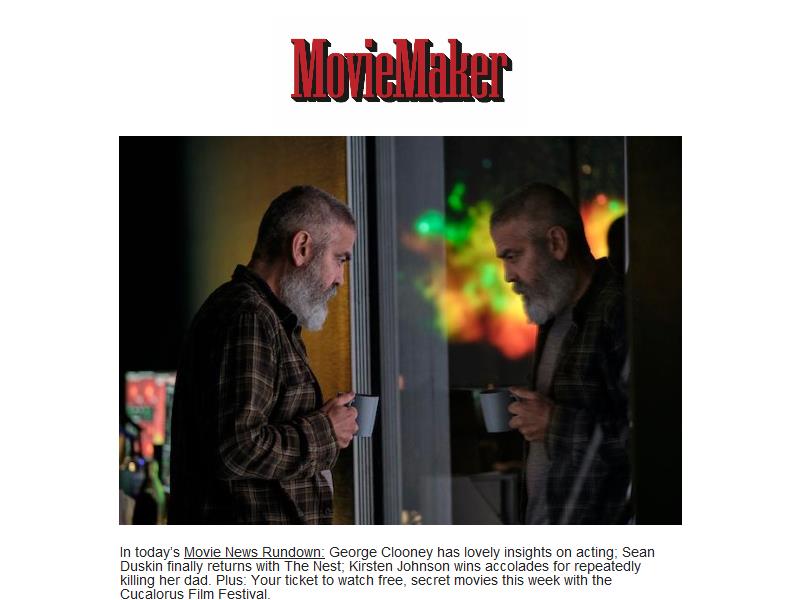 MovieMaker
In today's Movie News Rundown: George Clooney has lovely insights on acting; Sean
Duskin finally returns with The Nest; Kirsten Johnson wins accolades for repeatedly
killing her dad. Plus: Your ticket to watch free, secret movies this week with the
Cucalorus Film Festival.